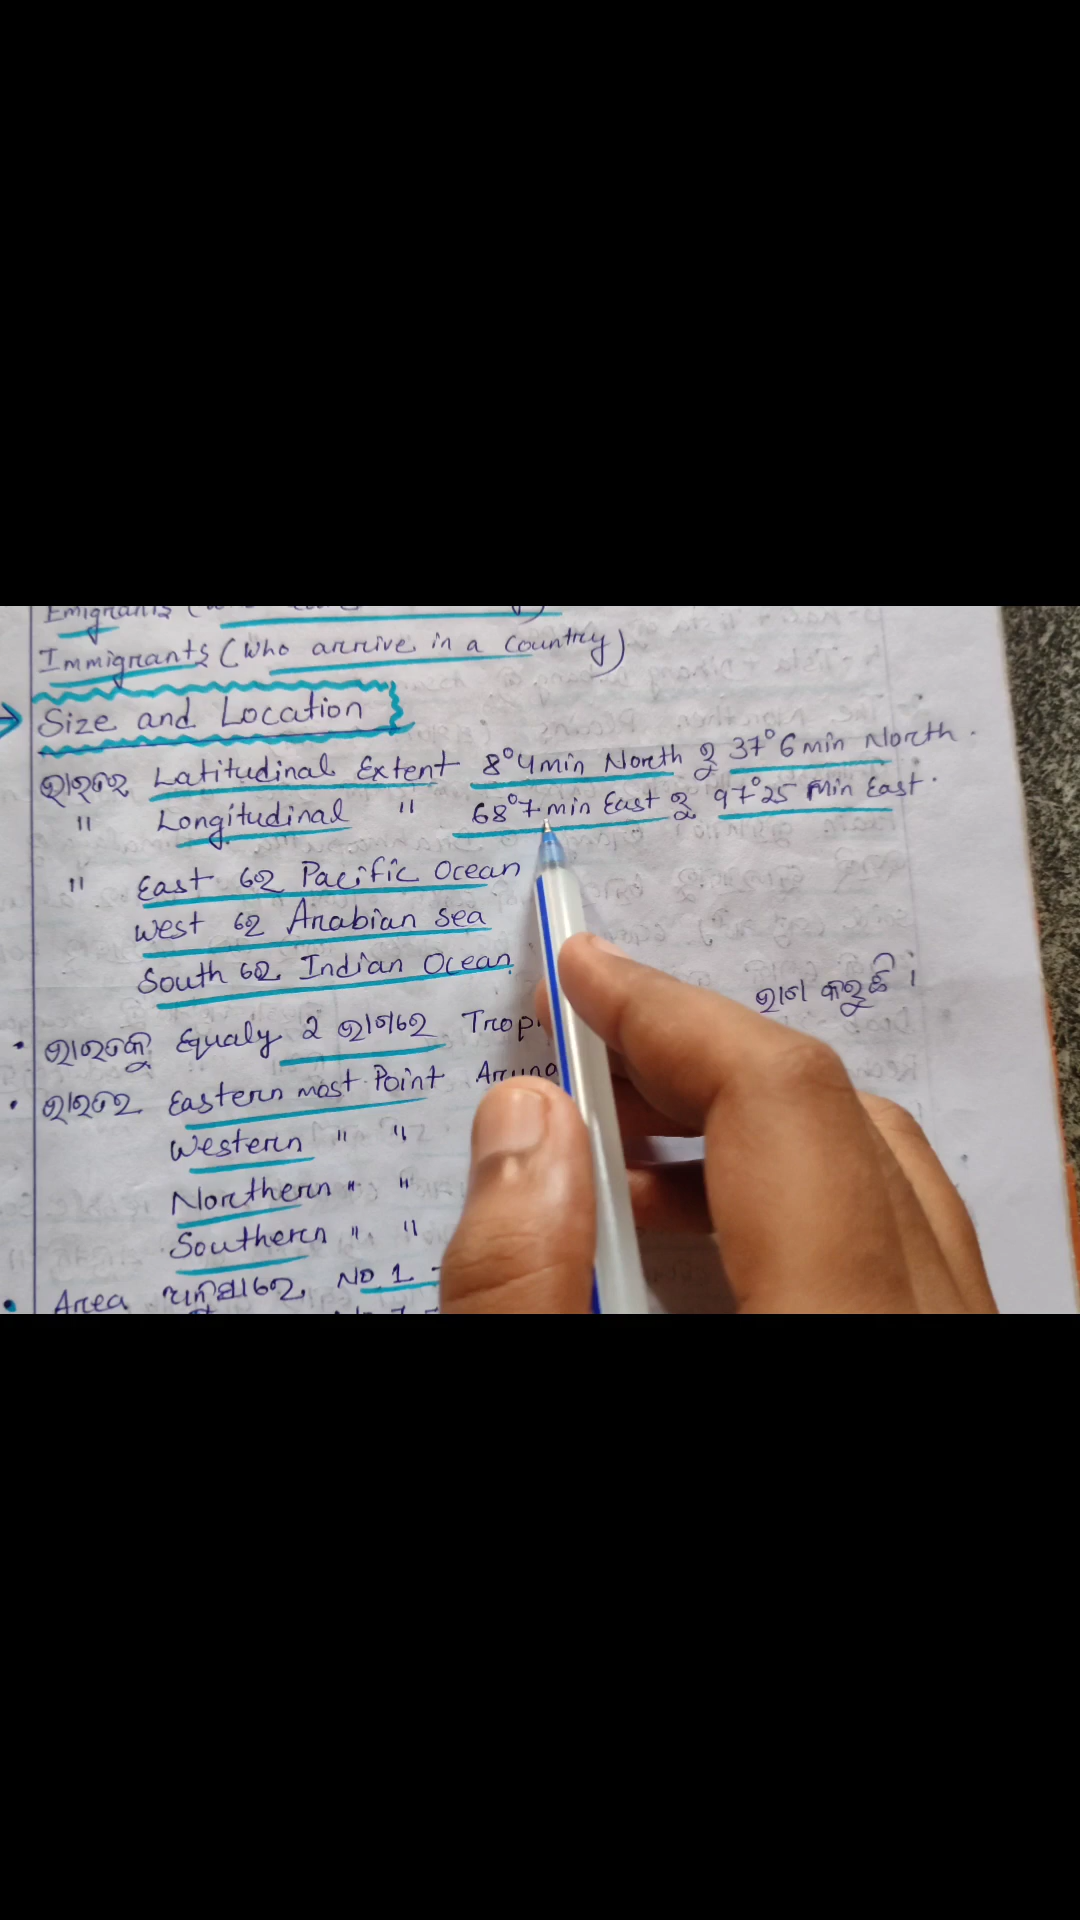 Immigrants (Who arrive in a country)
Size and Location
ଭାରତର Latitudinal Extent 8°4min North ରୁ 37°6min North.
" Longitudinal " 68°7min East ରୁ 97°25 Min East.
" East ରେ Pacific Ocean
West ରେ Arabian Sea
South ରେ Indian Ocean
ଭାଗ କରୁଛି ।
• ଭାରତକୁ Equaly 2 ଭାଗରେ
• ଭାରତର Eastern most Point
Western " "
Northern " "
Southern " "
• Area No 1 -